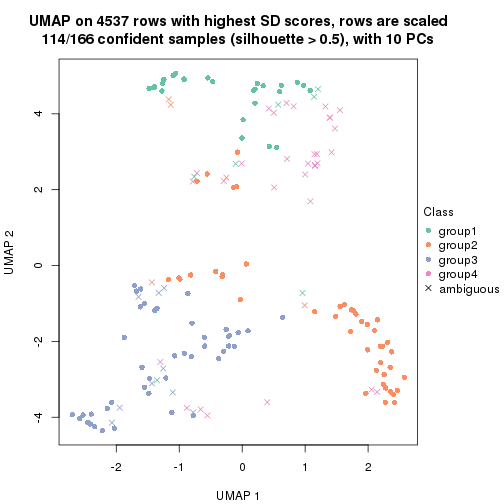 UMAP on 4537 rows with highest SD scores, rows are scaled
114/166 confident samples (silhouette > 0.5), with 10 PCs
4
2
0
-2
-4
UMAP 2
-2
-1
0
1
2
UMAP 1
Class
group1
group2
group3
group4
ambiguous